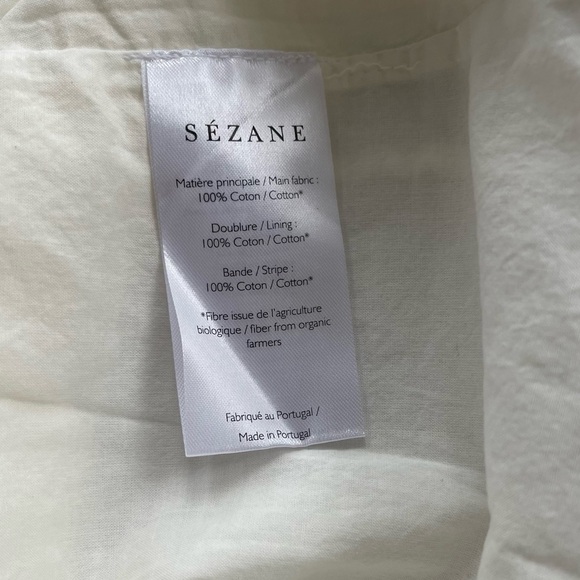 SÉZANE
Matière principale / Main fabric :
100% Coton / Cotton*
Doublure / Lining :
100% Coton / Cotton*
Bande / Stripe :
100% Coton / Cotton*
*Fibre issue de l'agriculture
biologique / fiber from organic
farmers
Fabriqué au Portugal /
Made in Portugal